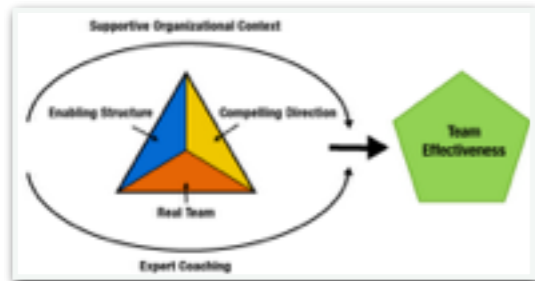 Supportive Organizational Context
Enabling Structure
Compelling Direction
Real Team
Expert Coaching
Team
Effectiveness